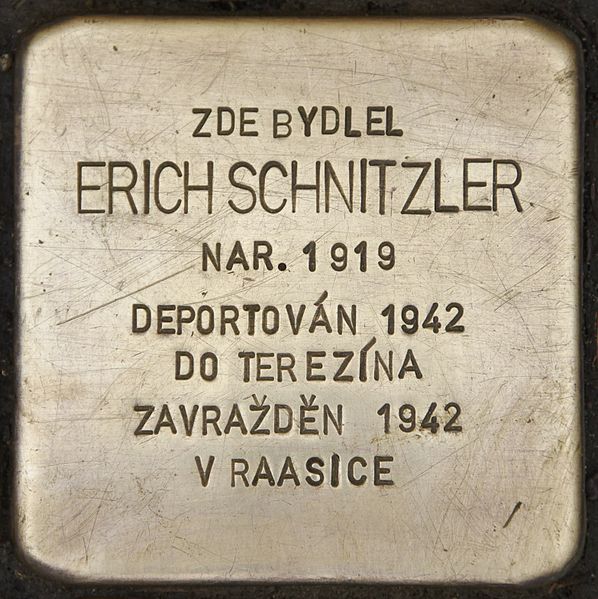 ZDE BYDLEL
ERICH SCHNITZLER
NAR. 1919
DEPORTOVÁN 1942
DO TEREZÍNA
ZAVRAŽDĚN 1942
V RAASICE